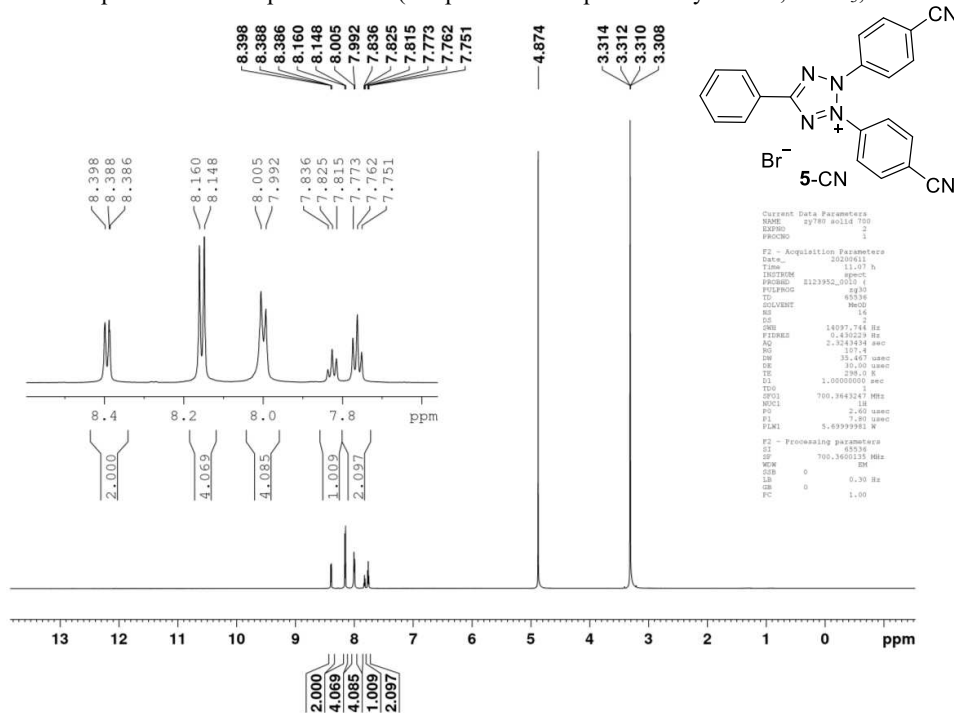 8.398
8.388
8.386
8.160
8.148
8.005
7.992
7.836
7.825
7.815
7.773
7.762
7.751
4.874
3.314
3.312
3.310
3.308
CN
N
N
N
N
+
CN
Br−
5-CN
8.398
8.388
8.386
8.160
8.148
8.005
7.992
7.836
7.825
7.815
7.773
7.762
7.751
8.4 8.2 8.0 7.8 ppm
2.000
4.069
4.085
1.009
2.097
Current Data Parameters
NAME zy780 solid 700
EXPNO 2
PROCNO 1
F2 - Acquisition Parameters
Date_ 20200611
Time 11.07 h
INSTRUM spect
PROBHD Z123952_0010 (
PULPROG zg30
TD 65536
SOLVENT MeOD
NS 16
DS 2
SWH 14097.744 Hz
FIDRES 0.430229 Hz
AQ 2.3243434 sec
RG 107.4
DW 35.467 usec
DE 30.00 usec
TE 298.0 K
D1 1.00000000 sec
TD0 1
SFO1 700.3643247 MHz
NUC1 1H
P0 2.60 usec
P1 7.80 usec
PLW1 5.69999981 W
F2 - Processing parameters
SI 65536
SF 700.3600135 MHz
WDW EM
SSB 0
LB 0.30 Hz
GB 0
PC 1.00
13 12 11 10 9 8 7 6 5 4 3 2 1 0 ppm
2.000
4.069
4.085
1.009
2.097